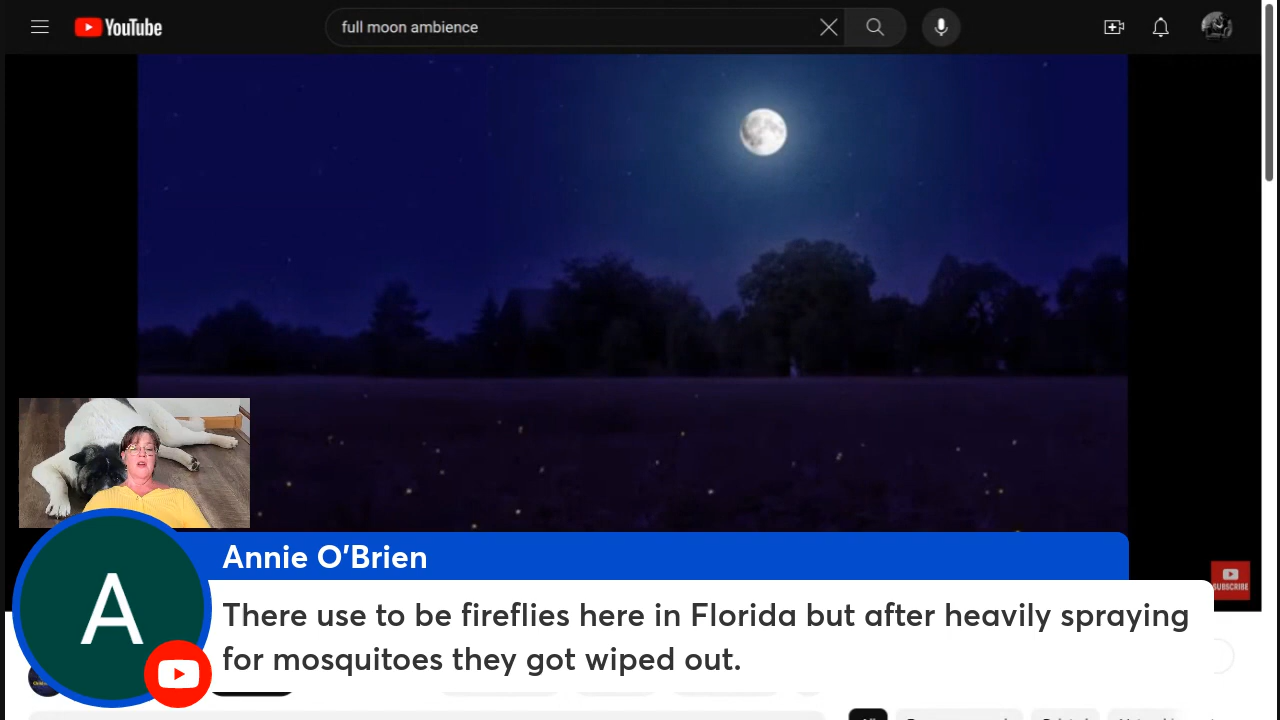 YouTube
full moon ambience
SUBSCRIBE
Annie O'Brien
A
There use to be fireflies here in Florida but after heavily spraying
for mosquitoes they got wiped out.